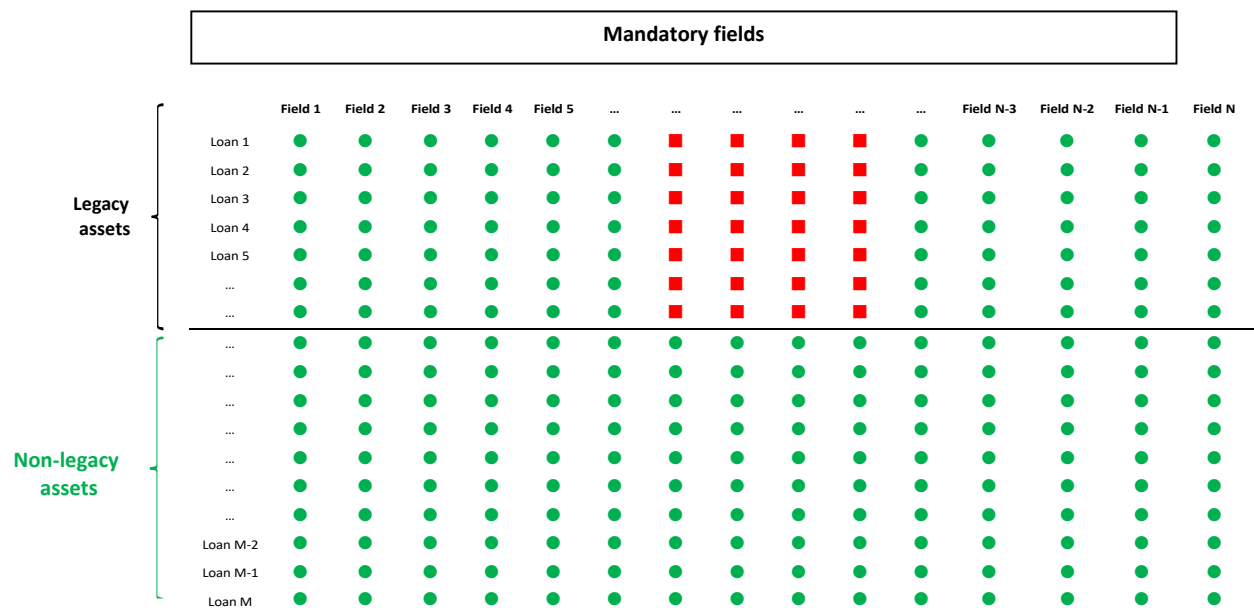 Mandatory fields
Field 1 Field 2 Field 3 Field 4 Field 5 ... ... ... ... ... ... Field N-3 Field N-2 Field N-1 Field N
Legacy
assets
Loan 1
Loan 2
Loan 3
Loan 4
Loan 5
...
...
Non-legacy
assets
...
...
...
...
...
...
...
Loan M-2
Loan M-1
Loan M